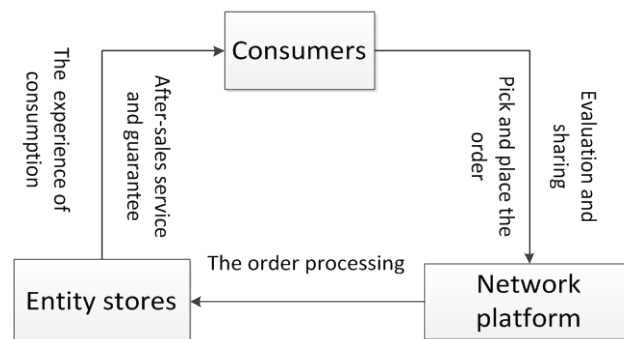 Consumers
The experience of
consumption
After-sales service
and guarantee
Pick and place the
order
Evaluation and
sharing
The order processing
Entity stores
Network
platform